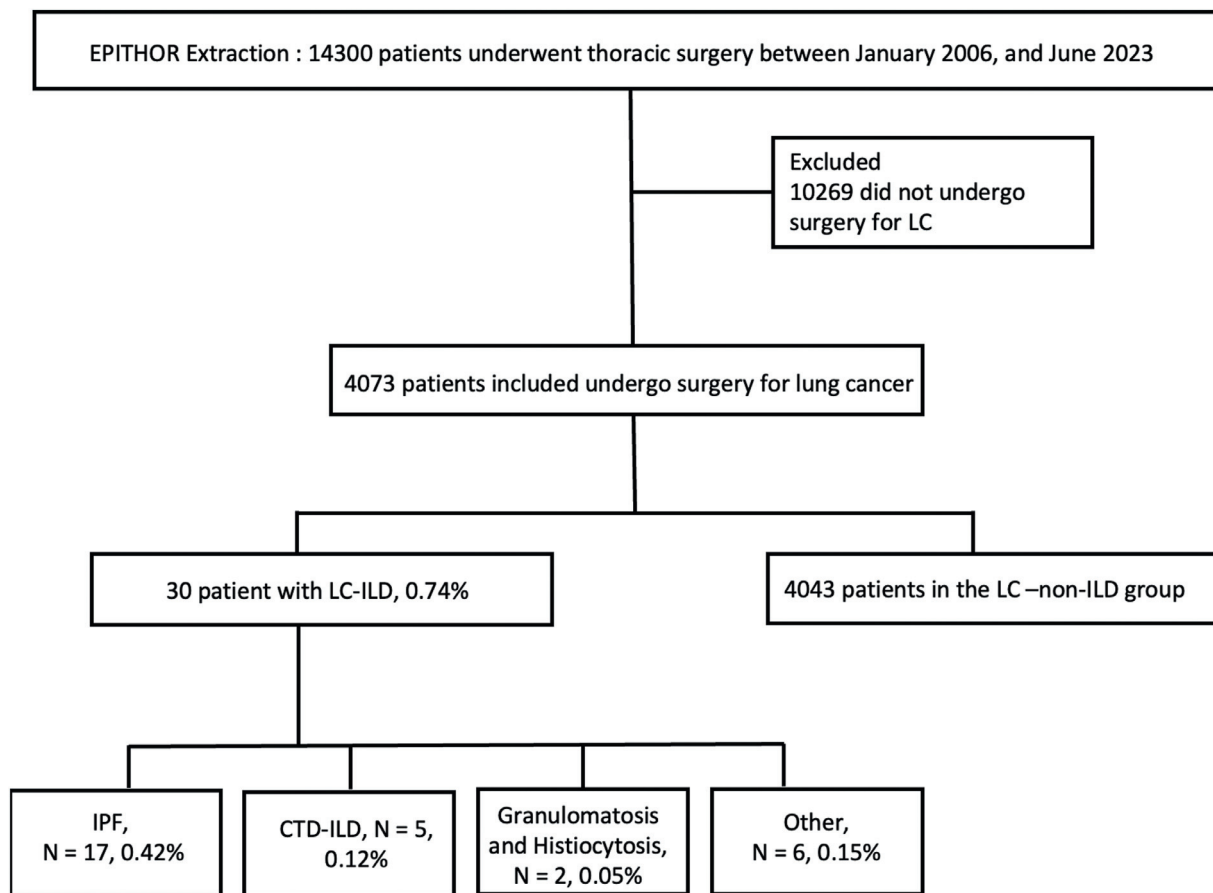 EPITHOR Extraction : 14300 patients underwent thoracic surgery between January 2006, and June 2023
Excluded
10269 did not undergo
surgery for LC
4073 patients included undergo surgery for lung cancer
30 patient with LC-ILD, 0.74%
4043 patients in the LC –non-ILD group
IPF,
N = 17, 0.42%
CTD-ILD, N = 5,
0.12%
Granulomatosis
and Histiocytosis,
N = 2, 0.05%
Other,
N = 6, 0.15%